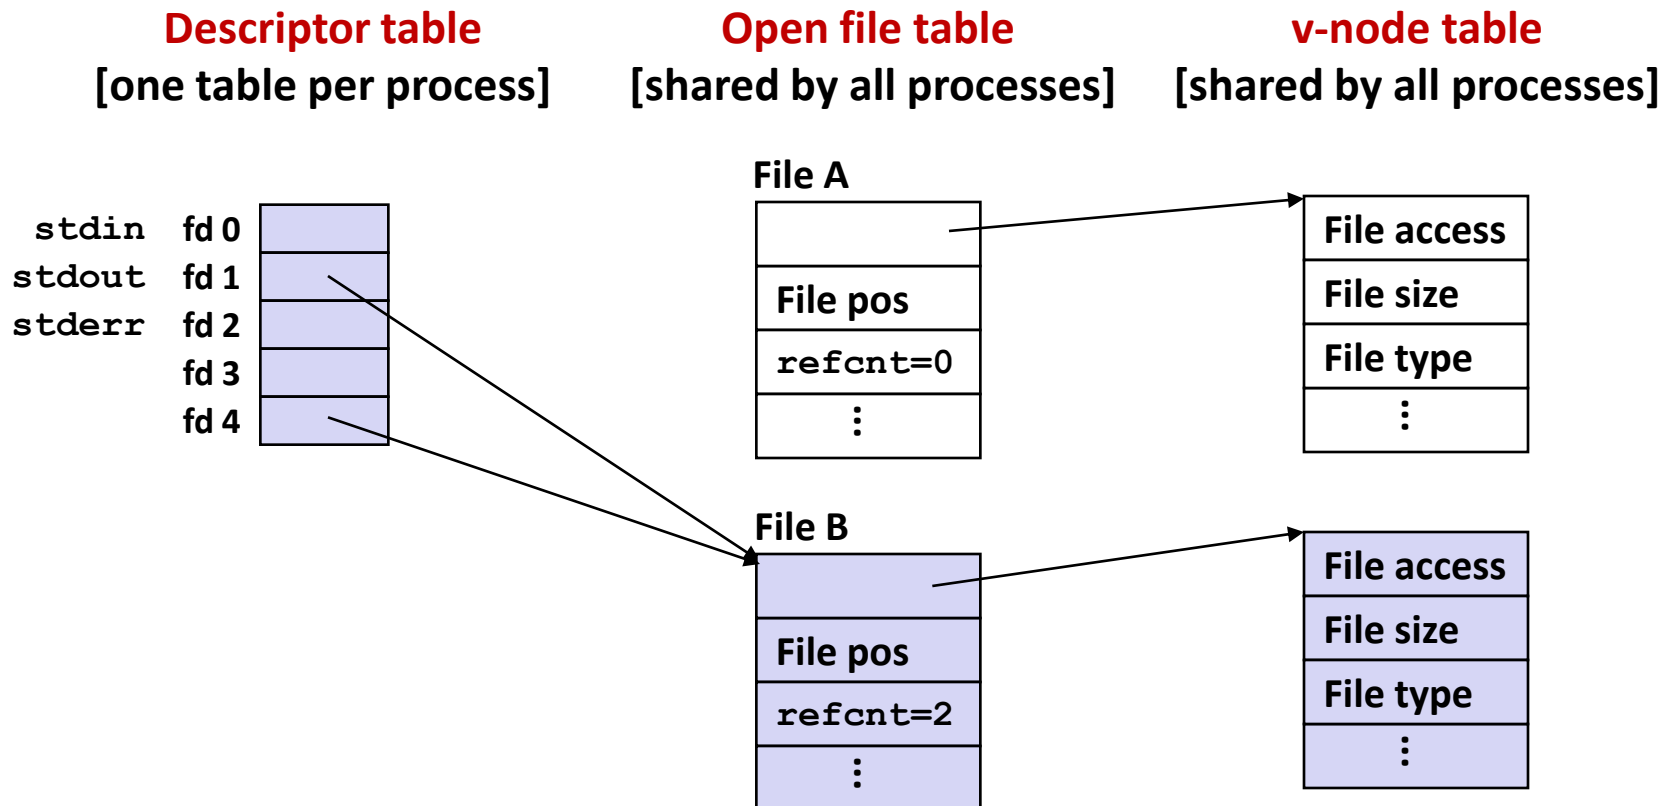 Descriptor table
[one table per process]
Open file table
[shared by all processes]
v-node table
[shared by all processes]
stdin fd 0
stdout fd 1
stderr fd 2
fd 3
fd 4
File A
File pos
refcnt=0
⋮
File access
File size
File type
⋮
File B
File pos
refcnt=2
⋮
File access
File size
File type
⋮